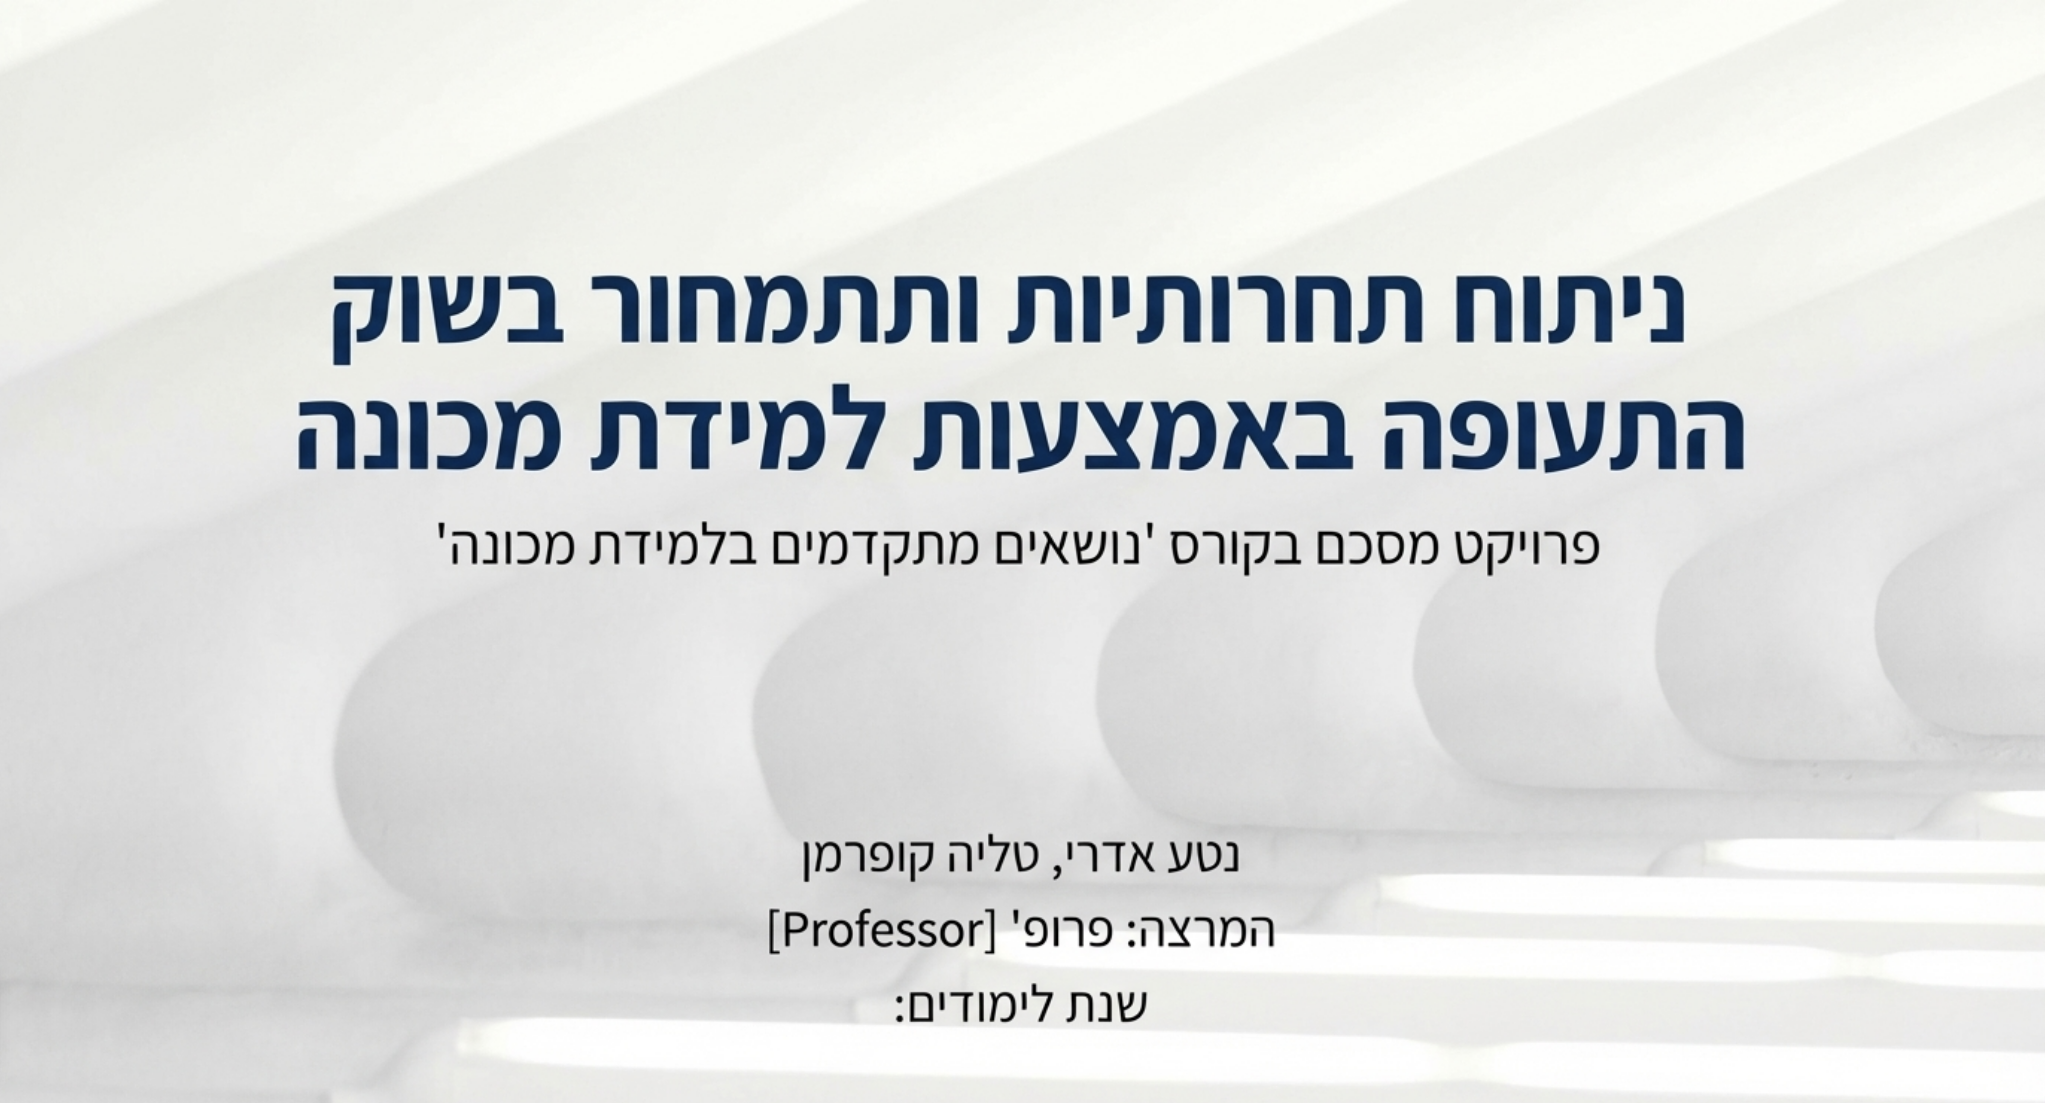 ניתוח תחרותיות ותתמחור בשוק
התעופה באמצעות למידת מכונה
פרויקט מסכם בקורס 'נושאים מתקדמים בלמידת מכונה'
נטע אדרי, טליה קופרמן
המרצה: פרופ' [Professor]
שנת לימודים: